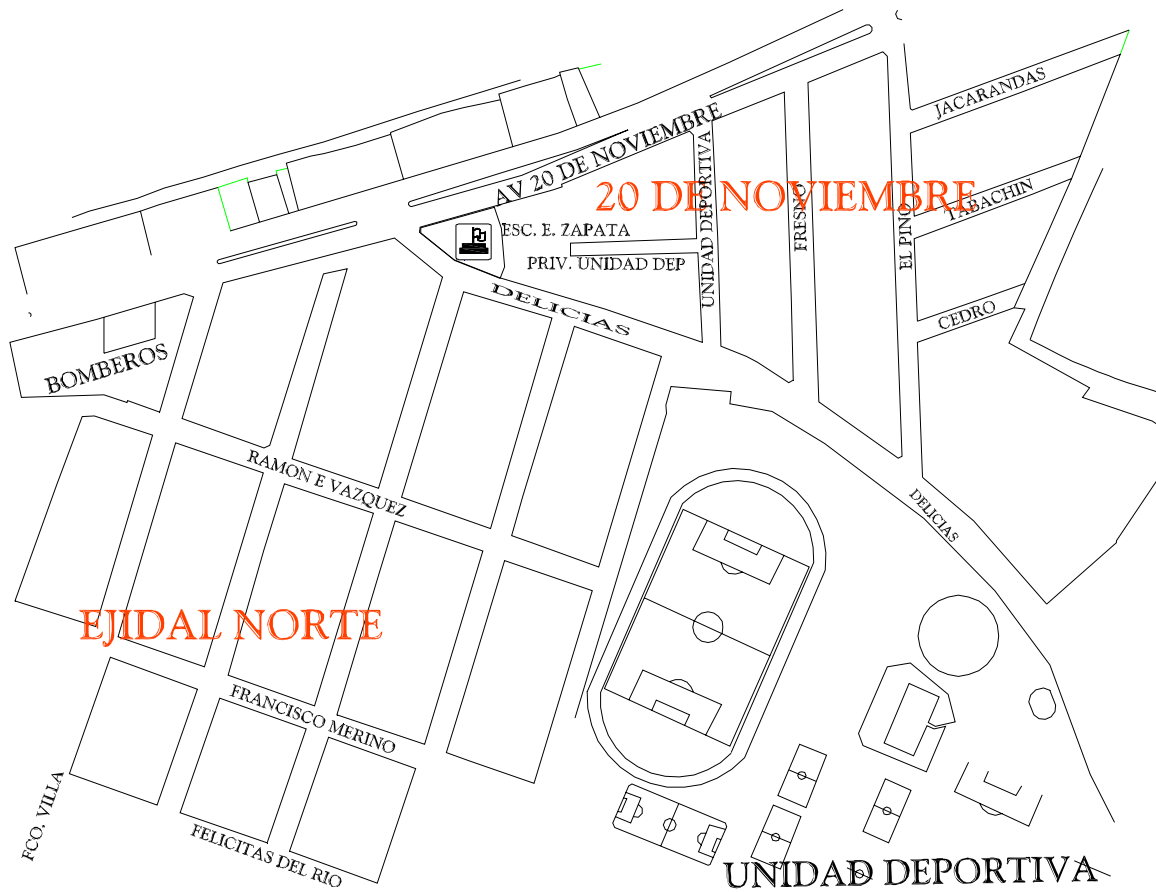 JACARANDAS
AV 20 DE NOVIEMBRE
20 DE NOVIEMBRE
TABACHIN
UNIDAD DEPORTIVA
FRESNO
EL PINO
ESC. E. ZAPATA
PRIV. UNIDAD DEP
DELICIAS
CEDRO
BOMBEROS
RAMON E VAZQUEZ
DELICIAS
EJIDAL NORTE
FRANCISCO MERINO
FCO. VILLA
FELICITAS DEL RIO
UNIDAD DEPORTIVA